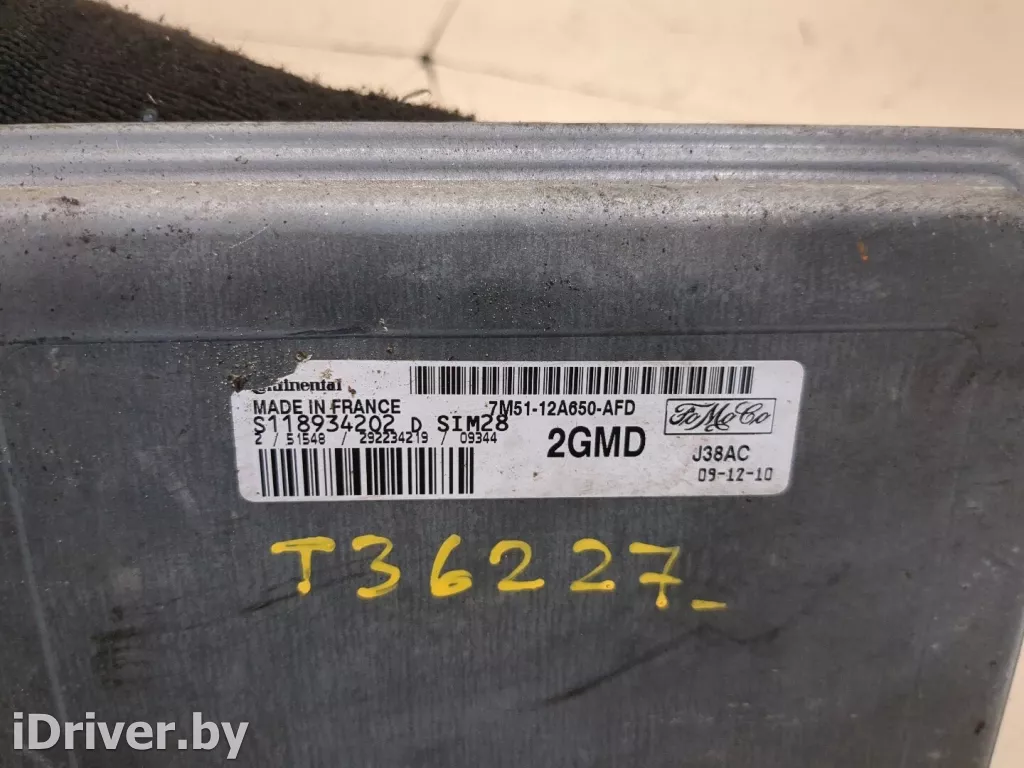 Continental
MADE IN FRANCE
7M51-12A650-AFD
FoMoCo
S118934202 D SIM28
2 / 51548 / 292234219 / 09344
2GMD
J38AC
09-12-10
T36227_
iDriver.by